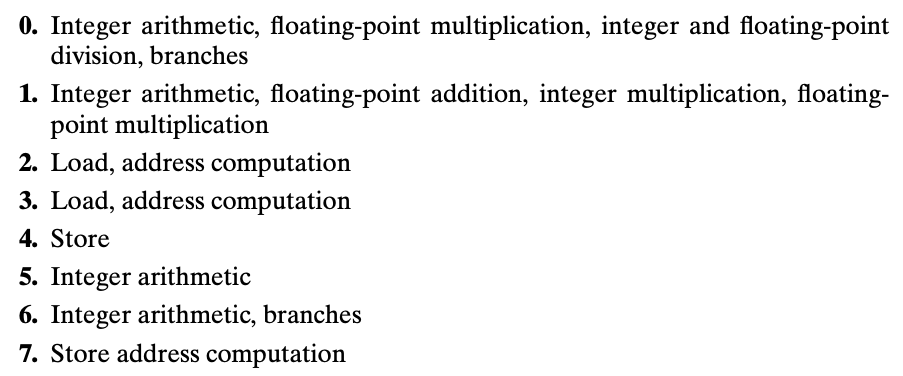 0. Integer arithmetic, floating-point multiplication, integer and floating-point
division, branches
1. Integer arithmetic, floating-point addition, integer multiplication, floating-
point multiplication
2. Load, address computation
3. Load, address computation
4. Store
5. Integer arithmetic
6. Integer arithmetic, branches
7. Store address computation